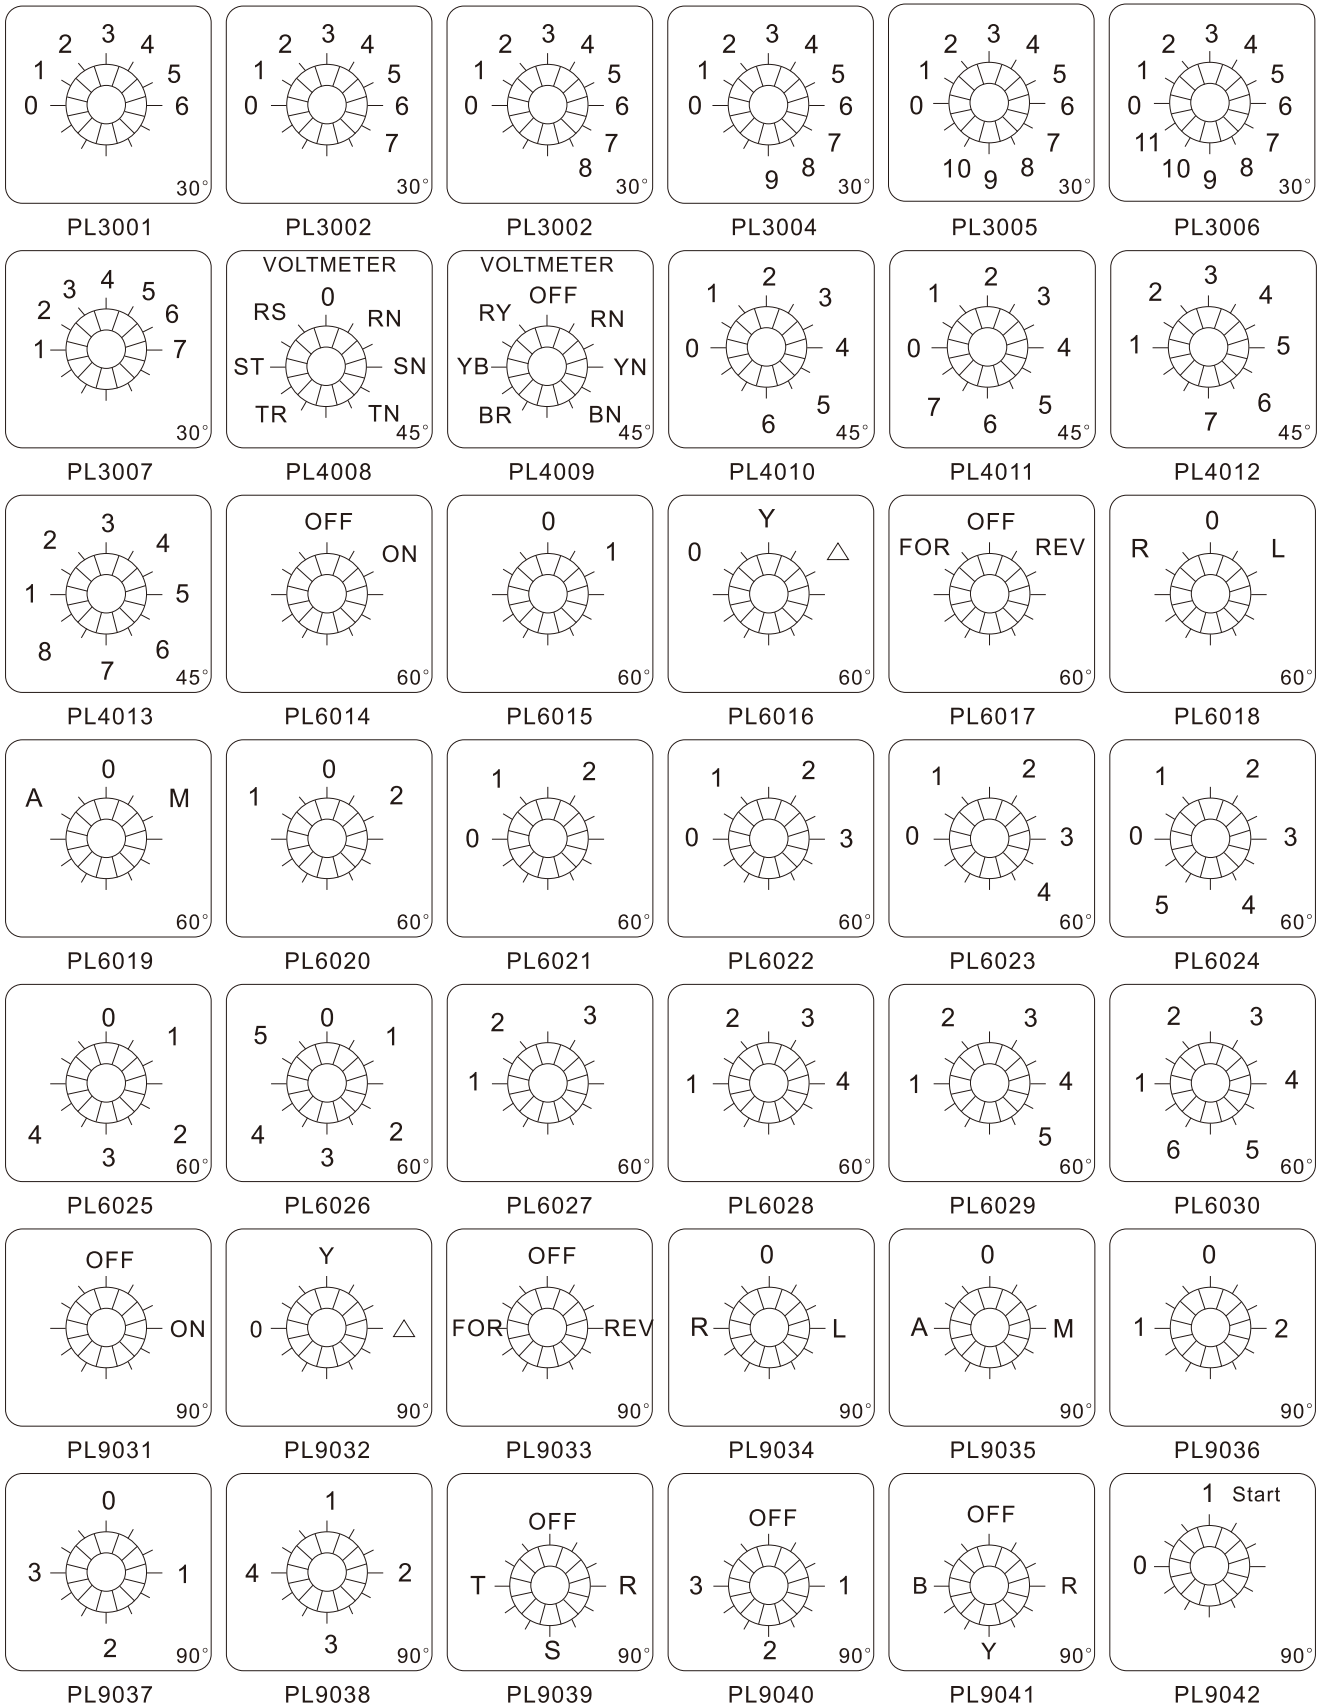 3
2 4
1 5
0 6
30°
PL3001
3
2 4
1 5
0 6
7
30°
PL3002
3
2 4
1 5
0 6
7
8
30°
PL3002
3
2 4
1 5
0 6
7
8
9
30°
PL3004
3
2 4
1 5
0 6
7
10 9 8
30°
PL3005
3
2 4
1 5
0 6
11 7
10 9 8
30°
PL3006
4
3 5
2 6
1 7
30°
PL3007
VOLTMETER
0
RS RN
ST SN
TR TN
45°
PL4008
VOLTMETER
OFF
RY RN
YB YN
BR BN
45°
PL4009
2
1 3
0 4
5
6
45°
PL4010
2
1 3
0 4
7 5
6
45°
PL4011
3
2 4
1 5
6
7
45°
PL4012
3
2 4
1 5
8 6
7
45°
PL4013
OFF
ON
60°
PL6014
0
1
60°
PL6015
Y
0 △
60°
PL6016
OFF
FOR REV
60°
PL6017
0
R L
60°
PL6018
0
A M
60°
PL6019
0
1 2
60°
PL6020
1 2
0
60°
PL6021
1 2
0 3
60°
PL6022
1 2
0 3
4
60°
PL6023
1 2
0 3
5 4
60°
PL6024
0
1
4 2
3
60°
PL6025
0
5 1
4 2
3
60°
PL6026
2 3
1
60°
PL6027
2 3
1 4
60°
PL6028
2 3
1 4
5
60°
PL6029
2 3
1 4
6 5
60°
PL6030
OFF
ON
90°
PL9031
Y
0 △
90°
PL9032
OFF
FOR REV
90°
PL9033
0
R L
90°
PL9034
0
A M
90°
PL9035
0
1 2
90°
PL9036
0
3 1
2
90°
PL9037
1
4 2
3
90°
PL9038
OFF
T R
S
90°
PL9039
OFF
3 1
2
90°
PL9040
OFF
B R
Y
90°
PL9041
1 Start
0
90°
PL9042